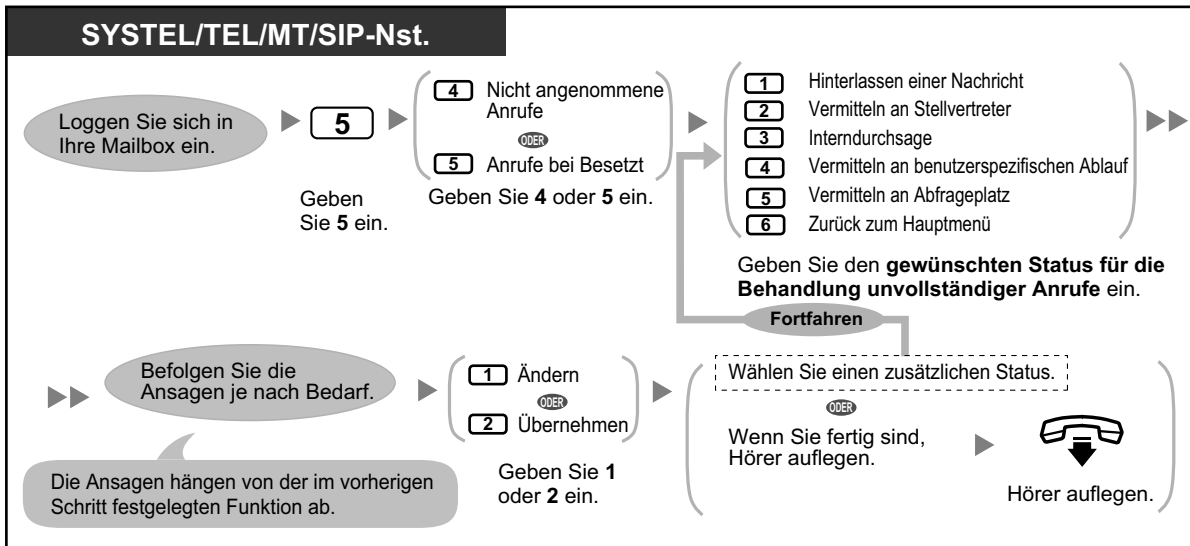 SYSTEL/TEL/MT/SIP-Nst.
Loggen Sie sich in
Ihre Mailbox ein.
5
Geben
Sie 5 ein.
4 Nicht angenommene
Anrufe
ODER
5 Anrufe bei Besetzt
Geben Sie 4 oder 5 ein.
1 Hinterlassen einer Nachricht
2 Vermitteln an Stellvertreter
3 Interndurchsage
4 Vermitteln an benutzerspezifischen Ablauf
5 Vermitteln an Abfrageplatz
6 Zurück zum Hauptmenü
Geben Sie den gewünschten Status für die
Behandlung unvollständiger Anrufe ein.
Fortfahren
Befolgen Sie die
Ansagen je nach Bedarf.
Die Ansagen hängen von der im vorherigen
Schritt festgelegten Funktion ab.
1 Ändern
ODER
2 Übernehmen
Geben Sie 1
oder 2 ein.
Wählen Sie einen zusätzlichen Status.
ODER
Wenn Sie fertig sind,
Hörer auflegen.
Hörer auflegen.